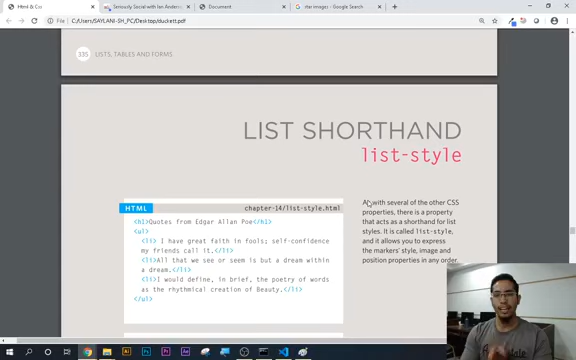 Html & Css
Seriously Social with Ian Anders
Document
star images - Google Search
File
C:/Users/SAYLANI-SH_PC/Desktop/duckett.pdf
335 LISTS, TABLES AND FORMS
LIST SHORTHAND
list-style
HTML
chapter-14/list-style.html
<h1>Quotes from Edgar Allan Poe</h1>
<ul>
<li> I have great faith in fools; self-confidence
my friends call it.</li>
<li>All that we see or seem is but a dream within
a dream.</li>
<li>I would define, in brief, the poetry of words
as the rhythmical creation of Beauty.</li>
</ul>
As with several of the other CSS
properties, there is a property
that acts as a shorthand for list
styles. It is called list-style,
and it allows you to express
the markers' style, image and
position properties in any order.